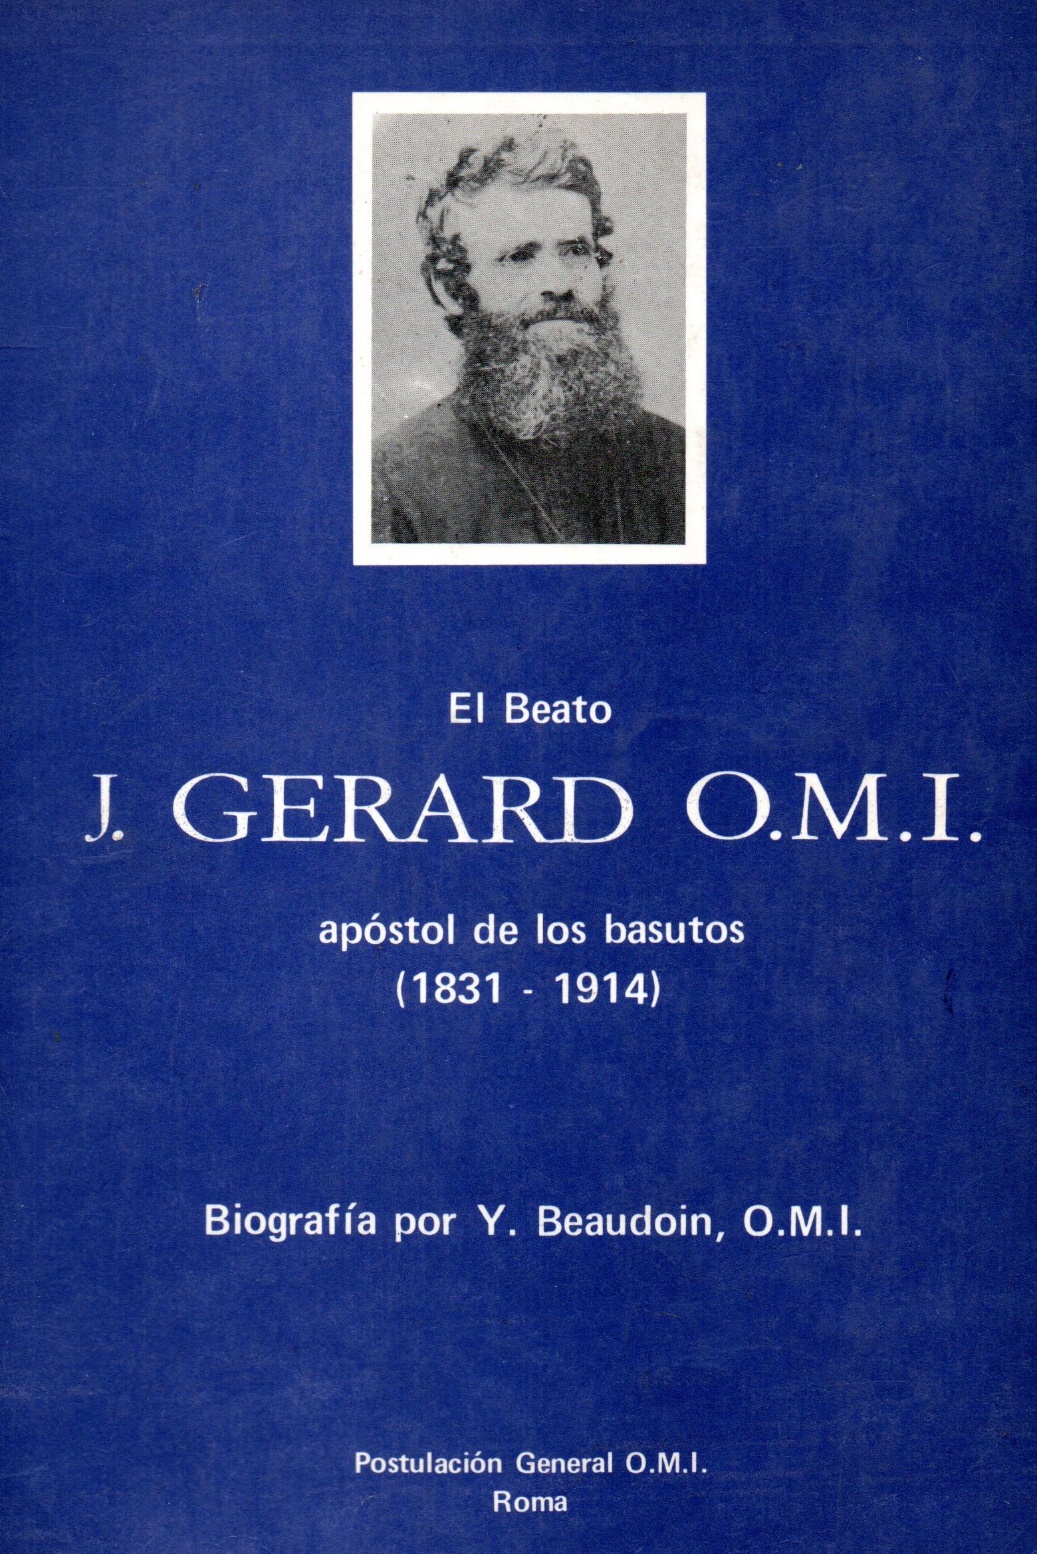 El Beato
J. GERARD O.M.I.
apóstol de los basutos
(1831 - 1914)
Biografía por Y. Beaudoin, O.M.I.
Postulación General O.M.I.
Roma